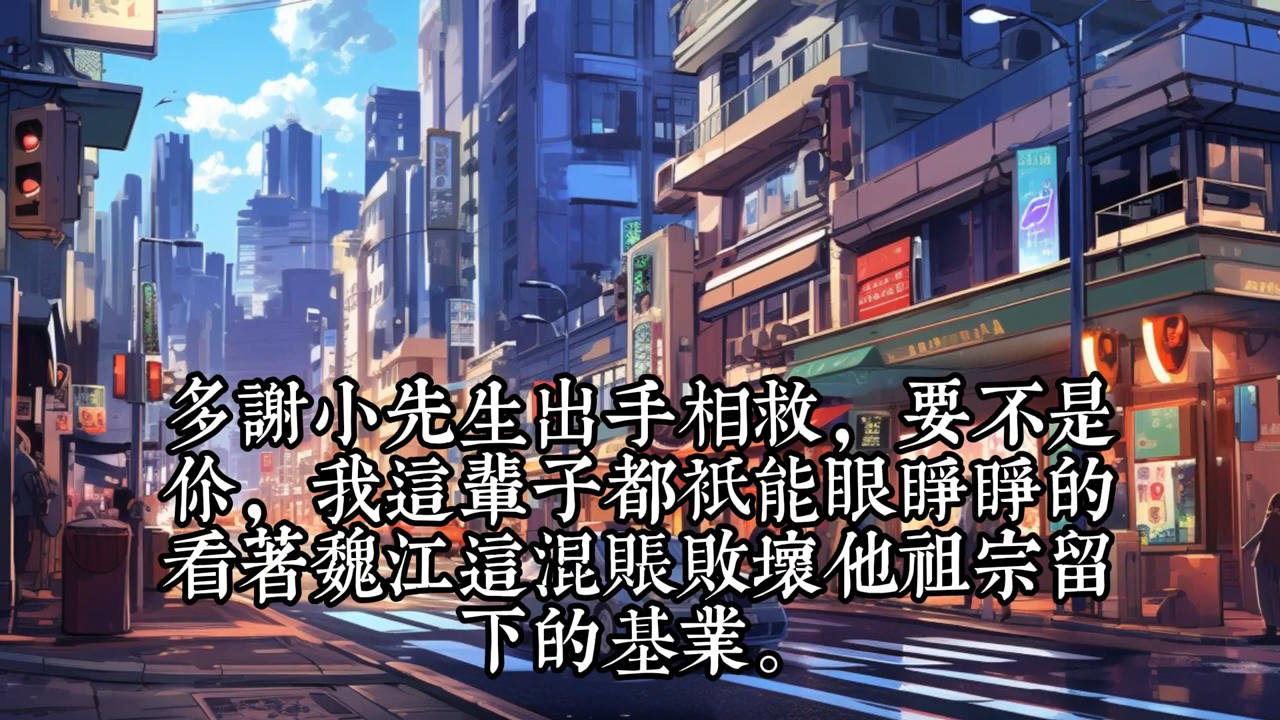 多謝小先生出手相救，要不是
伱，我這輩子都衹能眼睜睜的
看著魏江這混賬敗壞他祖宗留
下的基業。